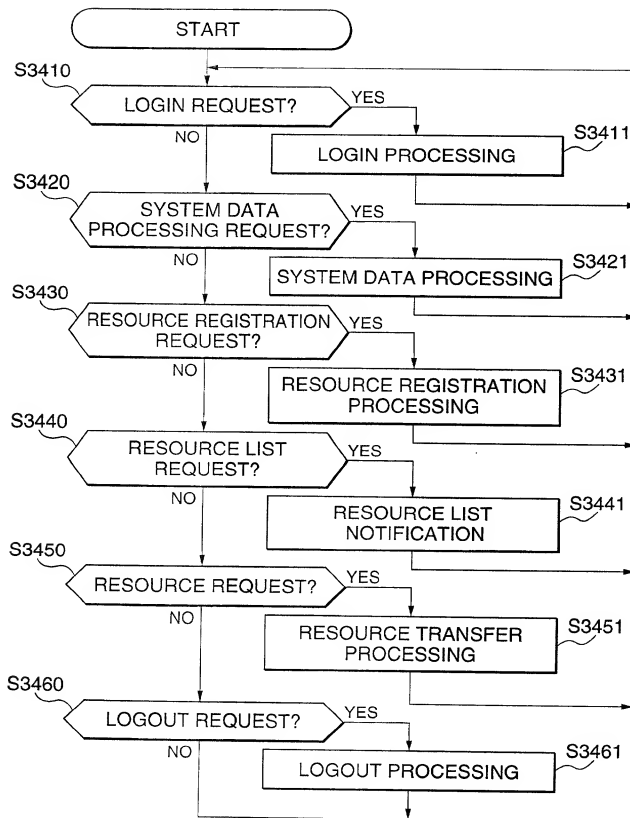 START
S3410
LOGIN REQUEST?
YES
NO
S3411
LOGIN PROCESSING
S3420
SYSTEM DATA
PROCESSING REQUEST?
YES
NO
S3421
SYSTEM DATA PROCESSING
S3430
RESOURCE REGISTRATION
REQUEST?
YES
NO
S3431
RESOURCE REGISTRATION
PROCESSING
S3440
RESOURCE LIST
REQUEST?
YES
NO
S3441
RESOURCE LIST
NOTIFICATION
S3450
RESOURCE REQUEST?
YES
NO
S3451
RESOURCE TRANSFER
PROCESSING
S3460
LOGOUT REQUEST?
YES
NO
S3461
LOGOUT PROCESSING